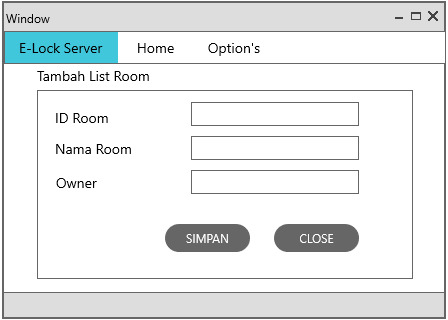 Window
E-Lock Server Home Option's
Tambah List Room
ID Room
Nama Room
Owner
SIMPAN CLOSE